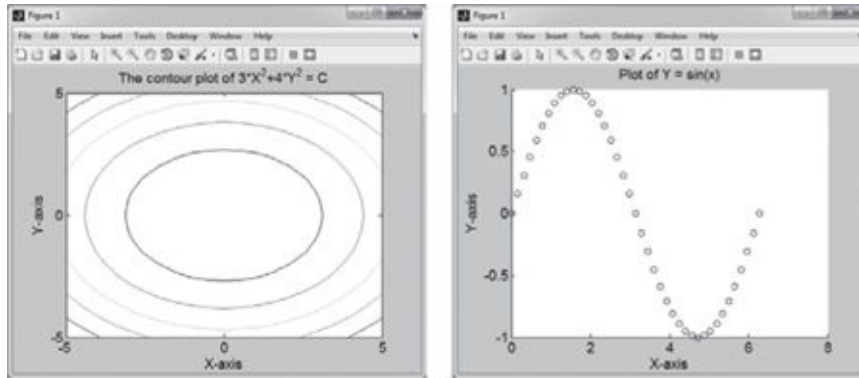 Figure 1
File Edit View Insert Tools Desktop Window Help
The contour plot of 3*X²+4*Y² = C
5
0
-5
Y-axis
-5 0 5
X-axis
Figure 1
File Edit View Insert Tools Desktop Window Help
Plot of Y = sin(x)
1
0.5
0
-0.5
-1
Y-axis
0 2 4 6 8
X-axis